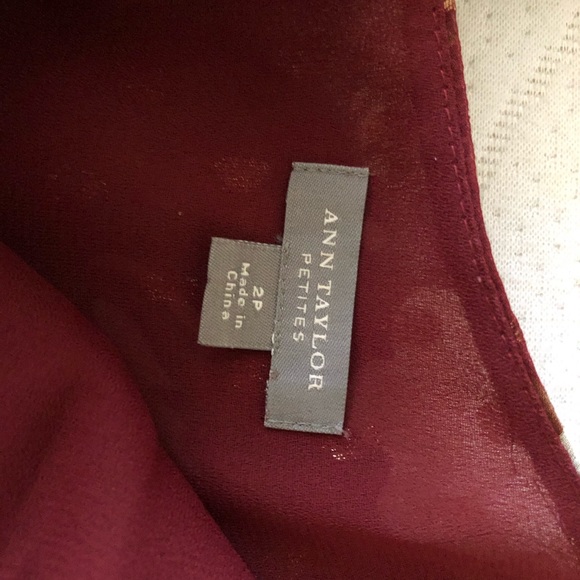 ANN TAYLOR
PETITES
2P
Made in
China